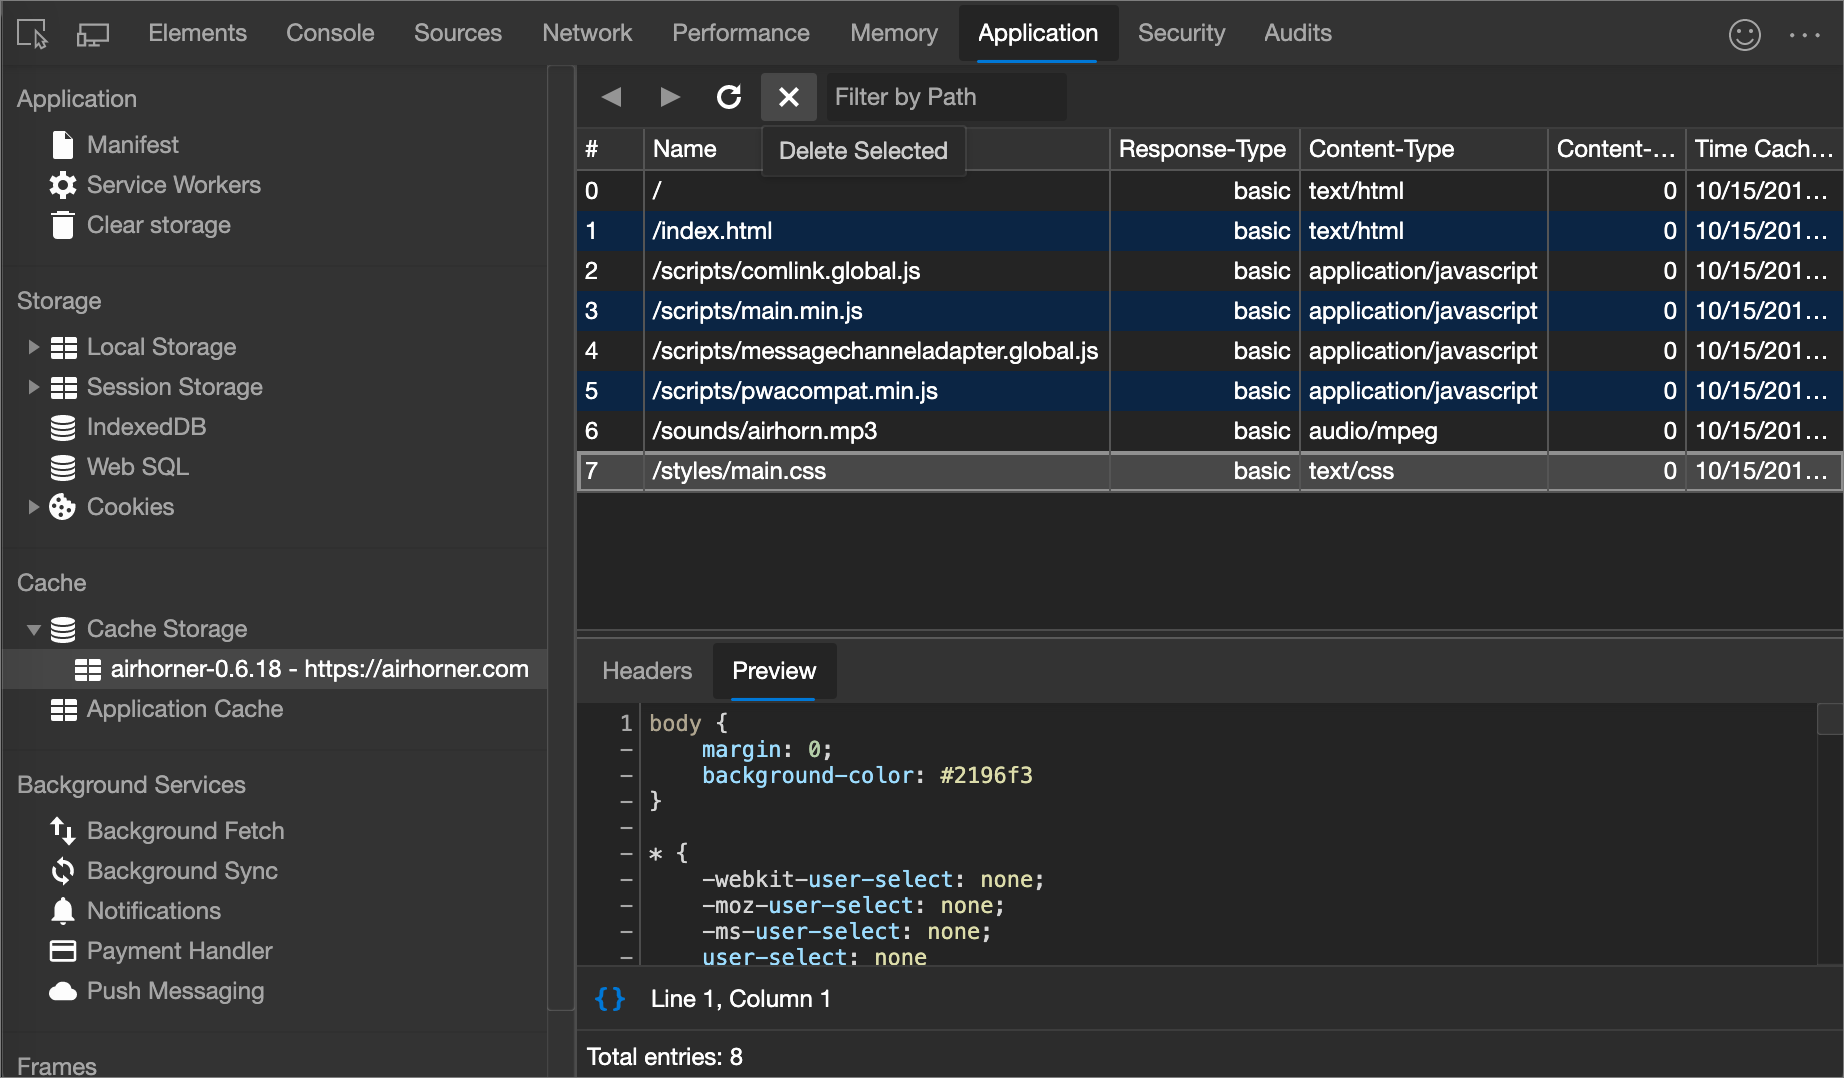 Elements Console Sources Network Performance Memory Application Security Audits
Application
Manifest
Service Workers
Clear storage
Storage
Local Storage
Session Storage
IndexedDB
Web SQL
Cookies
Cache
Cache Storage
airhorner-0.6.18 - https://airhorner.com
Application Cache
Background Services
Background Fetch
Background Sync
Notifications
Payment Handler
Push Messaging
Frames
Filter by Path
Delete Selected
# Name Response-Type Content-Type Content-... Time Cach...
0 / basic text/html 0 10/15/201...
1 /index.html basic text/html 0 10/15/201...
2 /scripts/comlink.global.js basic application/javascript 0 10/15/201...
3 /scripts/main.min.js basic application/javascript 0 10/15/201...
4 /scripts/messagechanneladapter.global.js basic application/javascript 0 10/15/201...
5 /scripts/pwacompat.min.js basic application/javascript 0 10/15/201...
6 /sounds/airhorn.mp3 basic audio/mpeg 0 10/15/201...
7 /styles/main.css basic text/css 0 10/15/201...
Headers Preview
1 body {
- margin: 0;
- background-color: #2196f3
- }
-
- * {
- -webkit-user-select: none;
- -moz-user-select: none;
- -ms-user-select: none;
- user-select: none
{} Line 1, Column 1
Total entries: 8